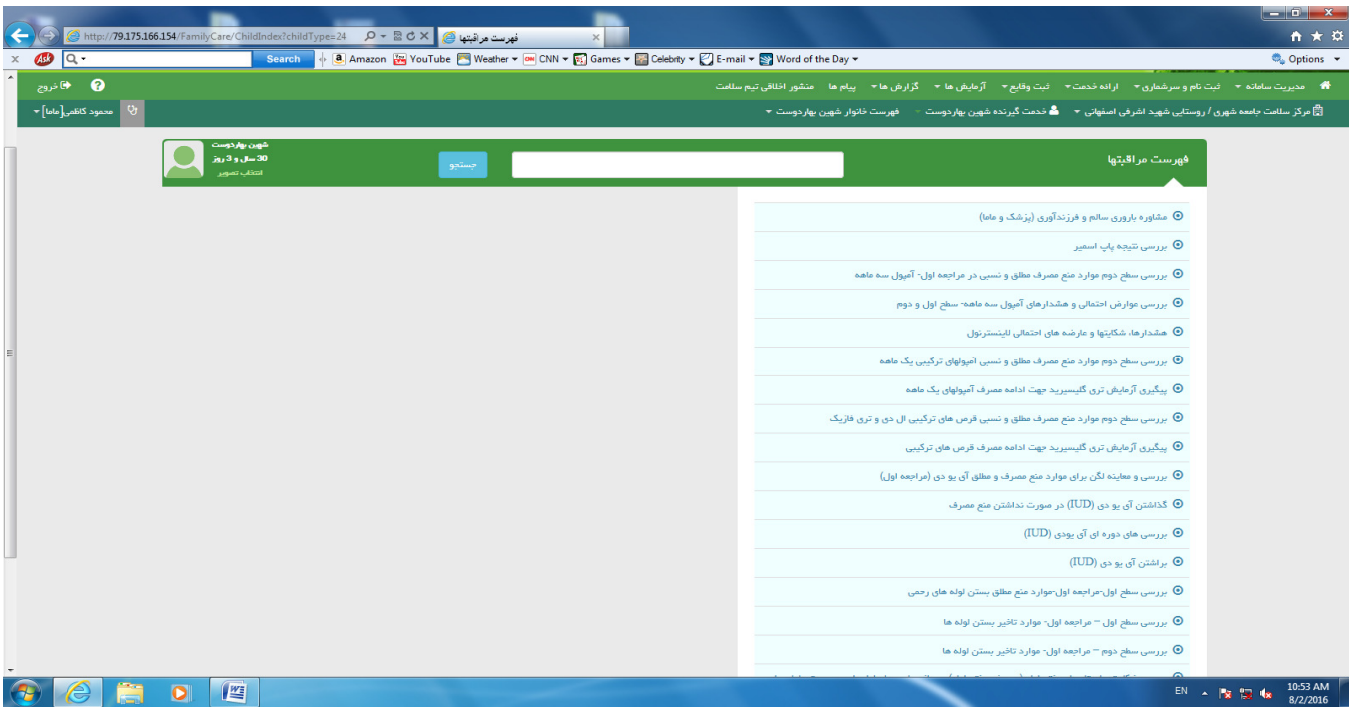 http://79.175.166.154/FamilyCare/ChildIndex?childType=24
فهرست مراقبتها
Ask
Search
Amazon YouTube Weather CNN Games Celebrity E-mail Word of the Day
Options
مدیریت سامانه ثبت نام و سرشماری ارائه خدمت ثبت وقایع آزمایش ها گزارش ها پیام ها منشور اخلاقی تیم سلامت
خروج
مرکز سلامت جامعه شهری / روستایی شهید اشرفی اصفهانی خدمت گیرنده شهین بهاردوست فهرست خانوار شهین بهاردوست
محمود کاظمی[ماما]
فهرست مراقبتها
جستجو
شهین بهاردوست
30 سال و 3 روز
انتخاب تصویر
مشاوره باروری سالم و فرزندآوری (پزشک و ماما)
بررسی نتیجه پاپ اسمیر
بررسی سطح دوم موارد منع مصرف مطلق و نسبی در مراجعه اول- آمپول سه ماهه
بررسی عوارض احتمالی و هشدارهای آمپول سه ماهه- سطح اول و دوم
هشدارها، شکایتها و عارضه های احتمالی لاینسترنول
بررسی سطح دوم موارد منع مصرف مطلق و نسبی آمپولهای ترکیبی یک ماهه
پیگیری آزمایش تری گلیسیرید جهت ادامه مصرف آمپولهای یک ماهه
بررسی سطح دوم موارد منع مصرف مطلق و نسبی قرص های ترکیبی ال دی و تری فازیک
پیگیری آزمایش تری گلیسیرید جهت ادامه مصرف قرص های ترکیبی
بررسی و معاینه لگن برای موارد منع مصرف و مطلق آی یو دی (مراجعه اول)
گذاشتن آی یو دی (IUD) در صورت نداشتن منع مصرف
بررسی های دوره ای آی یودی (IUD)
براشتن آی یو دی (IUD)
بررسی سطح اول-مراجعه اول-موارد منع مطلق بستن لوله های رحمی
بررسی سطح اول – مراجعه اول- موارد تاخیر بستن لوله ها
بررسی سطح دوم – مراجعه اول- موارد تاخیر بستن لوله ها
EN
10:53 AM
8/2/2016